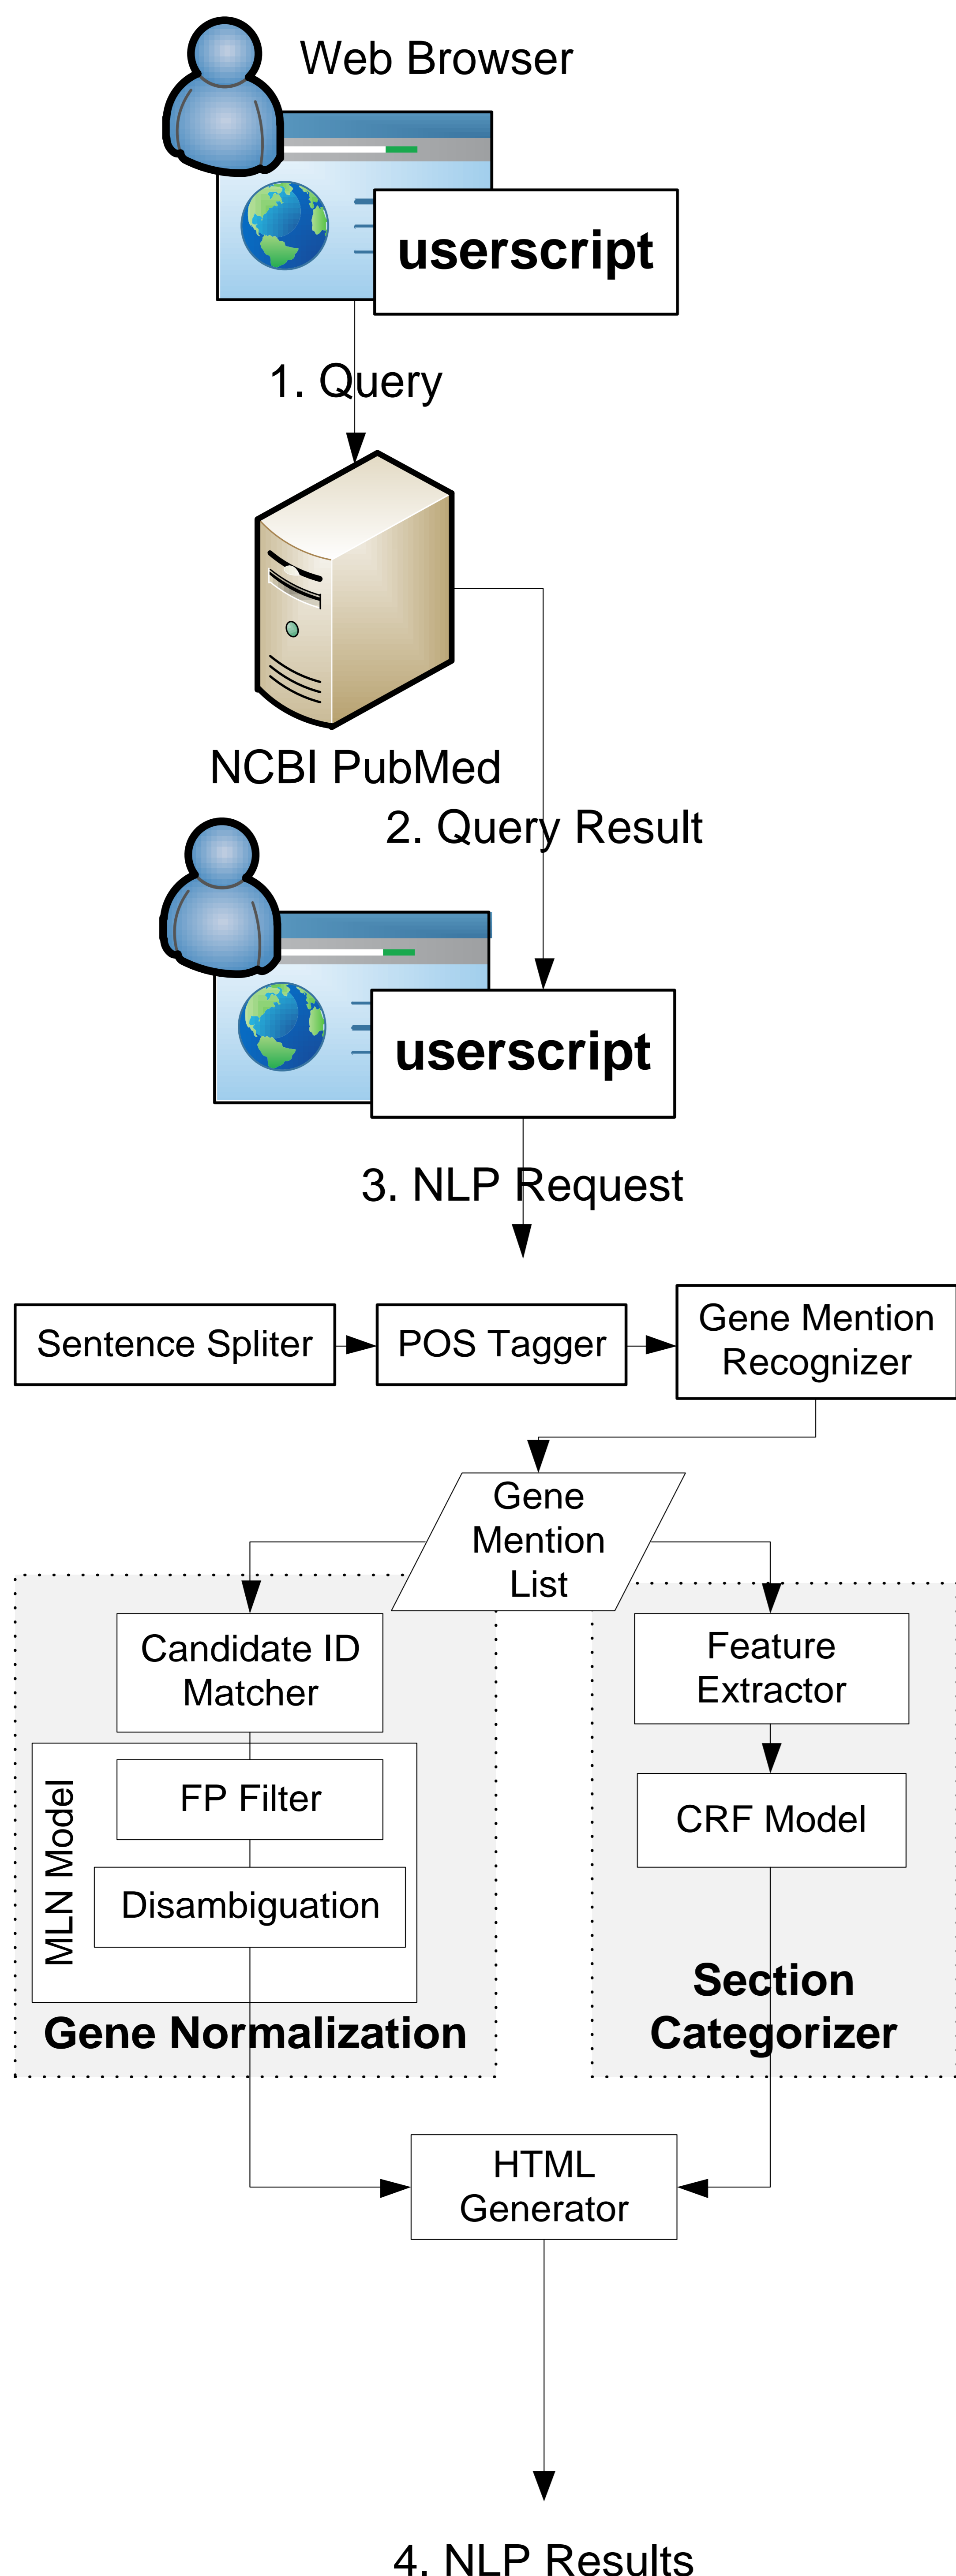 Web Browser
userscript
1. Query
NCBI PubMed
2. Query Result
userscript
3. NLP Request
Sentence Spliter
POS Tagger
Gene Mention
Recognizer
Gene
Mention
List
Candidate ID
Matcher
Feature
Extractor
MLN Model
FP Filter
CRF Model
Disambiguation
Gene Normalization
Section
Categorizer
HTML
Generator
4. NLP Results